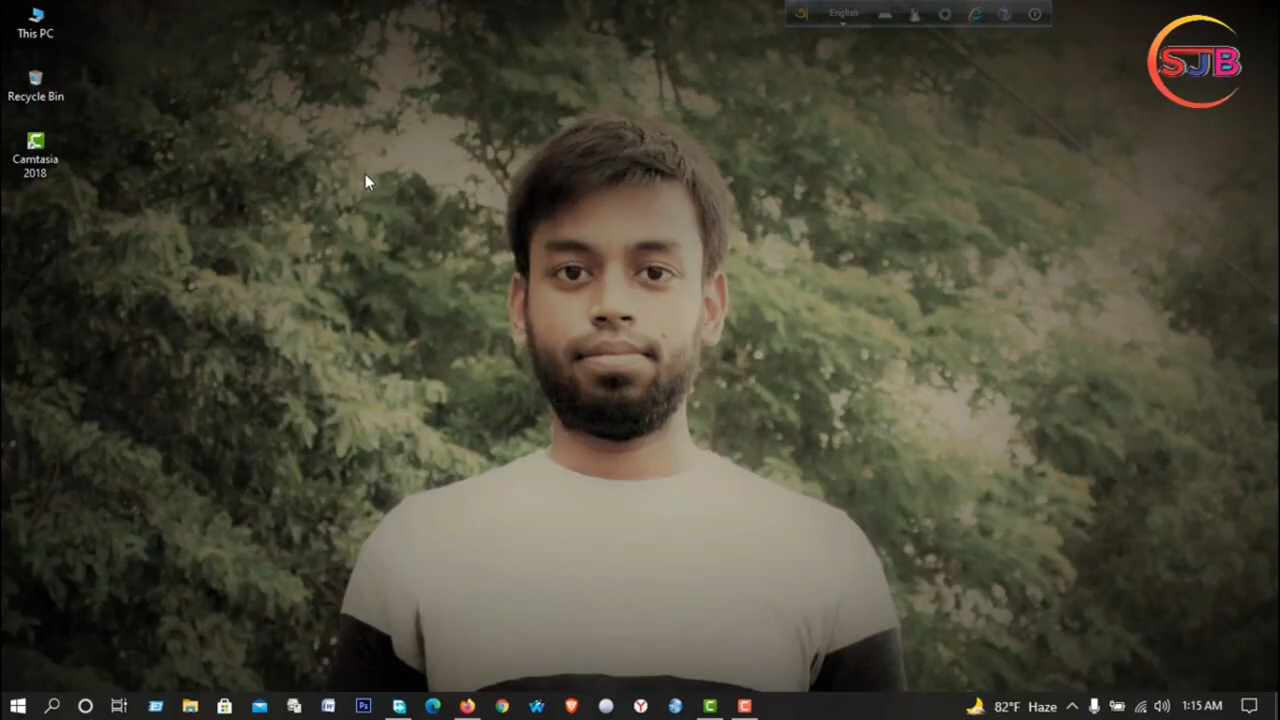 This PC
Recycle Bin
Camtasia
2018
English
SJB
82°F Haze
1:15 AM